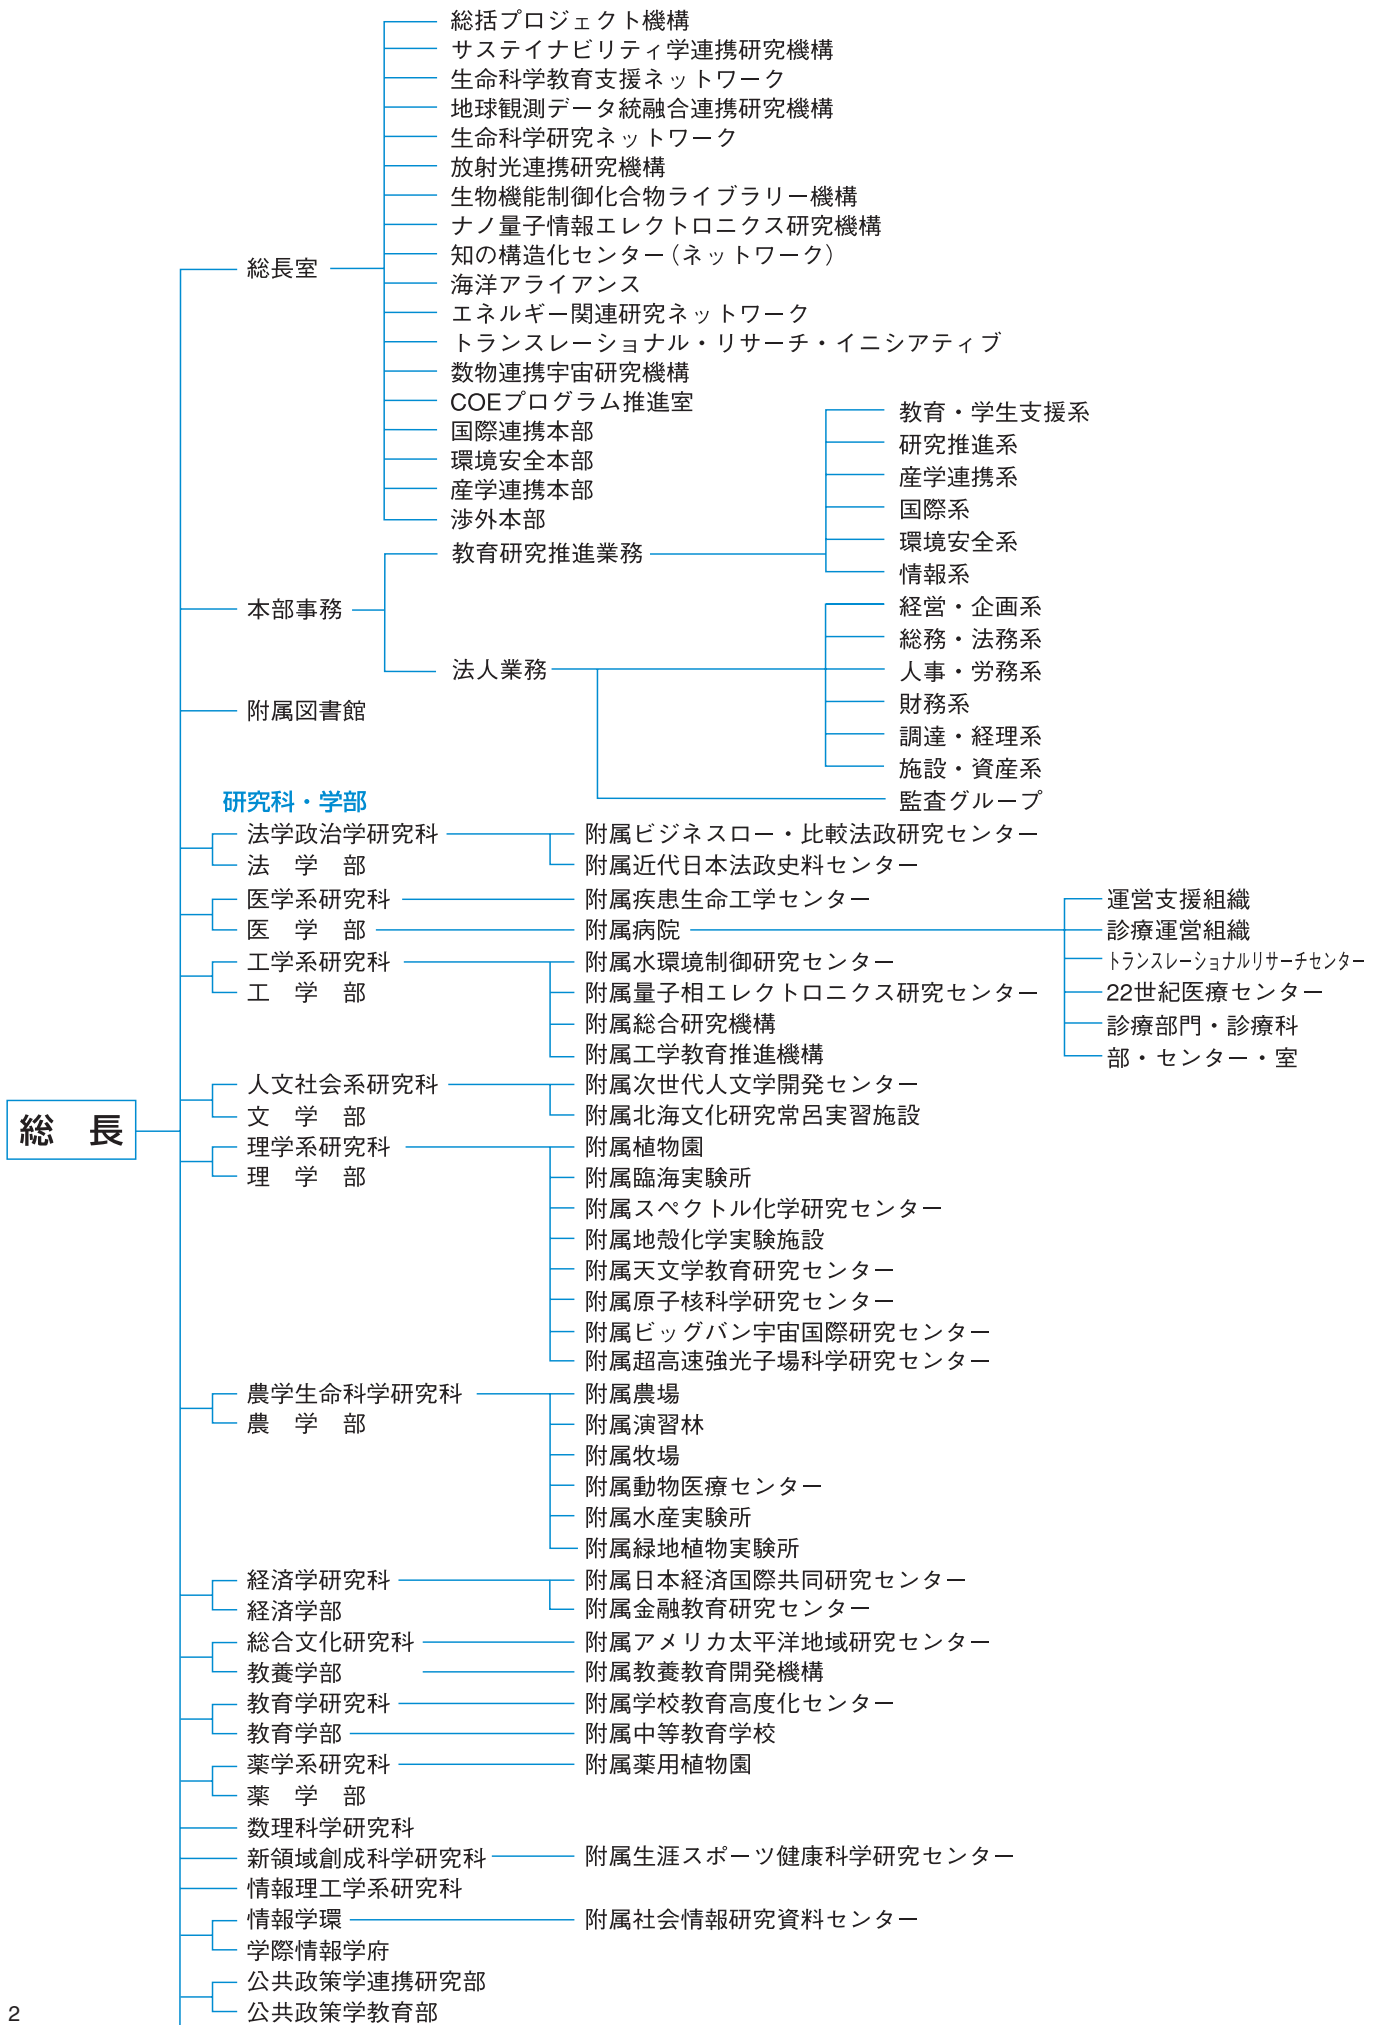 総括プロジェクト機構
サステイナビリティ学連携研究機構
生命科学教育支援ネットワーク
地球観測データ統融合連携研究機構
生命科学研究ネットワーク
放射光連携研究機構
生物機能制御化合物ライブラリー機構
ナノ量子情報エレクトロニクス研究機構
知の構造化センター（ネットワーク）
総長室
海洋アライアンス
エネルギー関連研究ネットワーク
トランスレーショナル・リサーチ・イニシアティブ
数物連携宇宙研究機構
COEプログラム推進室
国際連携本部
環境安全本部
産学連携本部
渉外本部
教育・学生支援系
研究推進系
産学連携系
国際系
環境安全系
情報系
教育研究推進業務
本部事務
法人業務
経営・企画系
総務・法務系
人事・労務系
財務系
調達・経理系
施設・資産系
監査グループ
附属図書館
研究科・学部
法学政治学研究科
附属ビジネスロー・比較法政研究センター
法　学　部
附属近代日本法政史料センター
医学系研究科
附属疾患生命工学センター
医　学　部
附属病院
運営支援組織
診療運営組織
トランスレーショナルリサーチセンター
22世紀医療センター
診療部門・診療科
部・センター・室
工学系研究科
附属水環境制御研究センター
工　学　部
附属量子相エレクトロニクス研究センター
附属総合研究機構
附属工学教育推進機構
人文社会系研究科
附属次世代人文学開発センター
文　学　部
附属北海文化研究常呂実習施設
総　長
理学系研究科
附属植物園
理　学　部
附属臨海実験所
附属スペクトル化学研究センター
附属地殻化学実験施設
附属天文学教育研究センター
附属原子核科学研究センター
附属ビッグバン宇宙国際研究センター
附属超高速強光子場科学研究センター
農学生命科学研究科
附属農場
農　学　部
附属演習林
附属牧場
附属動物医療センター
附属水産実験所
附属緑地植物実験所
経済学研究科
附属日本経済国際共同研究センター
経済学部
附属金融教育研究センター
総合文化研究科
附属アメリカ太平洋地域研究センター
教養学部
附属教養教育開発機構
教育学研究科
附属学校教育高度化センター
教育学部
附属中等教育学校
薬学系研究科
附属薬用植物園
薬　学　部
数理科学研究科
新領域創成科学研究科
附属生涯スポーツ健康科学研究センター
情報理工学系研究科
情報学環
附属社会情報研究資料センター
学際情報学府
公共政策学連携研究部
公共政策学教育部
2